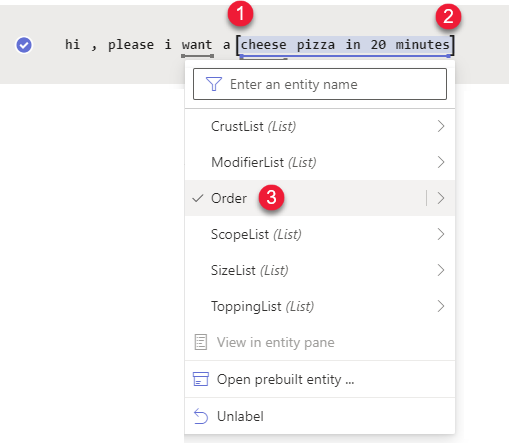 1 2
hi , please i want a [cheese pizza in 20 minutes]
Enter an entity name
CrustList (List)
ModifierList (List)
Order 3
ScopeList (List)
SizeList (List)
ToppingList (List)
View in entity pane
Open prebuilt entity ...
Unlabel